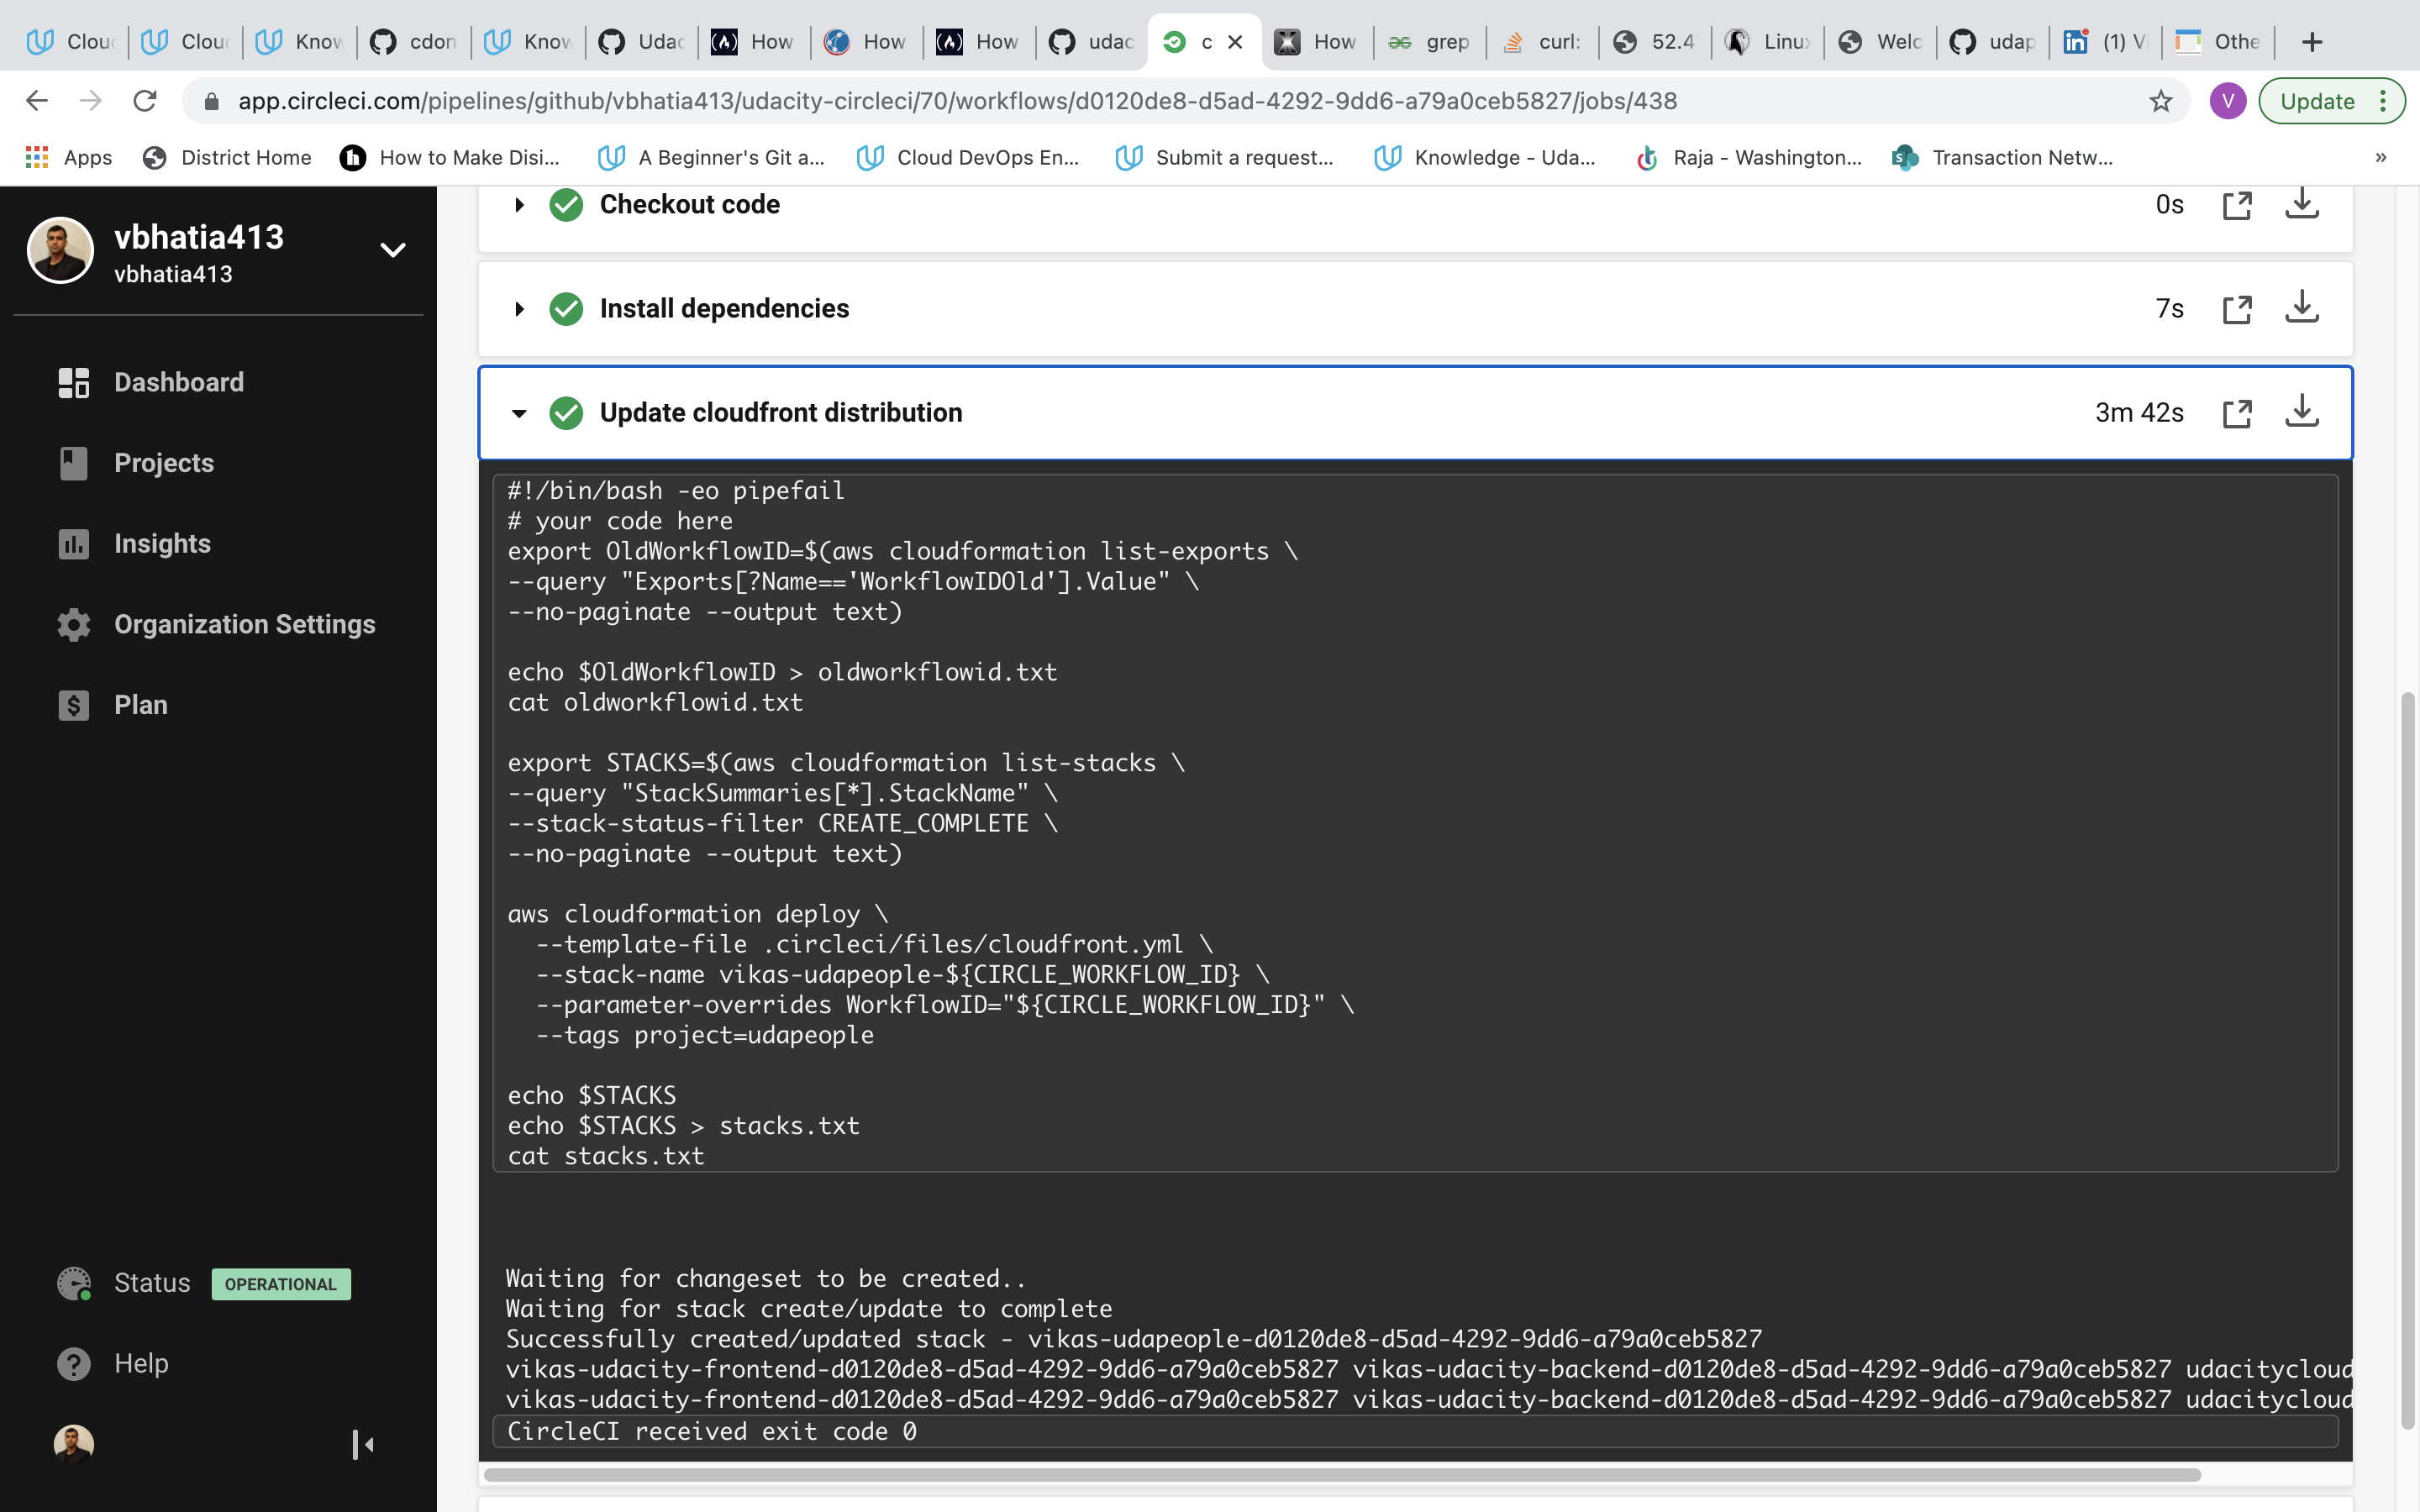 Clou
Clou
Know
cdon
Know
Udac
How
How
How
udac
c
How
grep
curl:
52.4
Linux
Welc
udap
(1) V
Othe
app.circleci.com/pipelines/github/vbhatia413/udacity-circleci/70/workflows/d0120de8-d5ad-4292-9dd6-a79a0ceb5827/jobs/438
V
Update
Apps
District Home
How to Make Disi...
A Beginner's Git a...
Cloud DevOps En...
Submit a request...
Knowledge - Uda...
Raja - Washington...
Transaction Netw...
»
vbhatia413
vbhatia413
Dashboard
Projects
Insights
Organization Settings
Plan
Status OPERATIONAL
Help
Checkout code 0s
Install dependencies 7s
Update cloudfront distribution 3m 42s
#!/bin/bash -eo pipefail
# your code here
export OldWorkflowID=$(aws cloudformation list-exports \
--query "Exports[?Name=='WorkflowIDOld'].Value" \
--no-paginate --output text)
echo $OldWorkflowID > oldworkflowid.txt
cat oldworkflowid.txt
export STACKS=$(aws cloudformation list-stacks \
--query "StackSummaries[*].StackName" \
--stack-status-filter CREATE_COMPLETE \
--no-paginate --output text)
aws cloudformation deploy \
--template-file .circleci/files/cloudfront.yml \
--stack-name vikas-udapeople-${CIRCLE_WORKFLOW_ID} \
--parameter-overrides WorkflowID="${CIRCLE_WORKFLOW_ID}" \
--tags project=udapeople
echo $STACKS
echo $STACKS > stacks.txt
cat stacks.txt
Waiting for changeset to be created..
Waiting for stack create/update to complete
Successfully created/updated stack - vikas-udapeople-d0120de8-d5ad-4292-9dd6-a79a0ceb5827
vikas-udacity-frontend-d0120de8-d5ad-4292-9dd6-a79a0ceb5827 vikas-udacity-backend-d0120de8-d5ad-4292-9dd6-a79a0ceb5827 udacitycloud
vikas-udacity-frontend-d0120de8-d5ad-4292-9dd6-a79a0ceb5827 vikas-udacity-backend-d0120de8-d5ad-4292-9dd6-a79a0ceb5827 udacitycloud
CircleCI received exit code 0